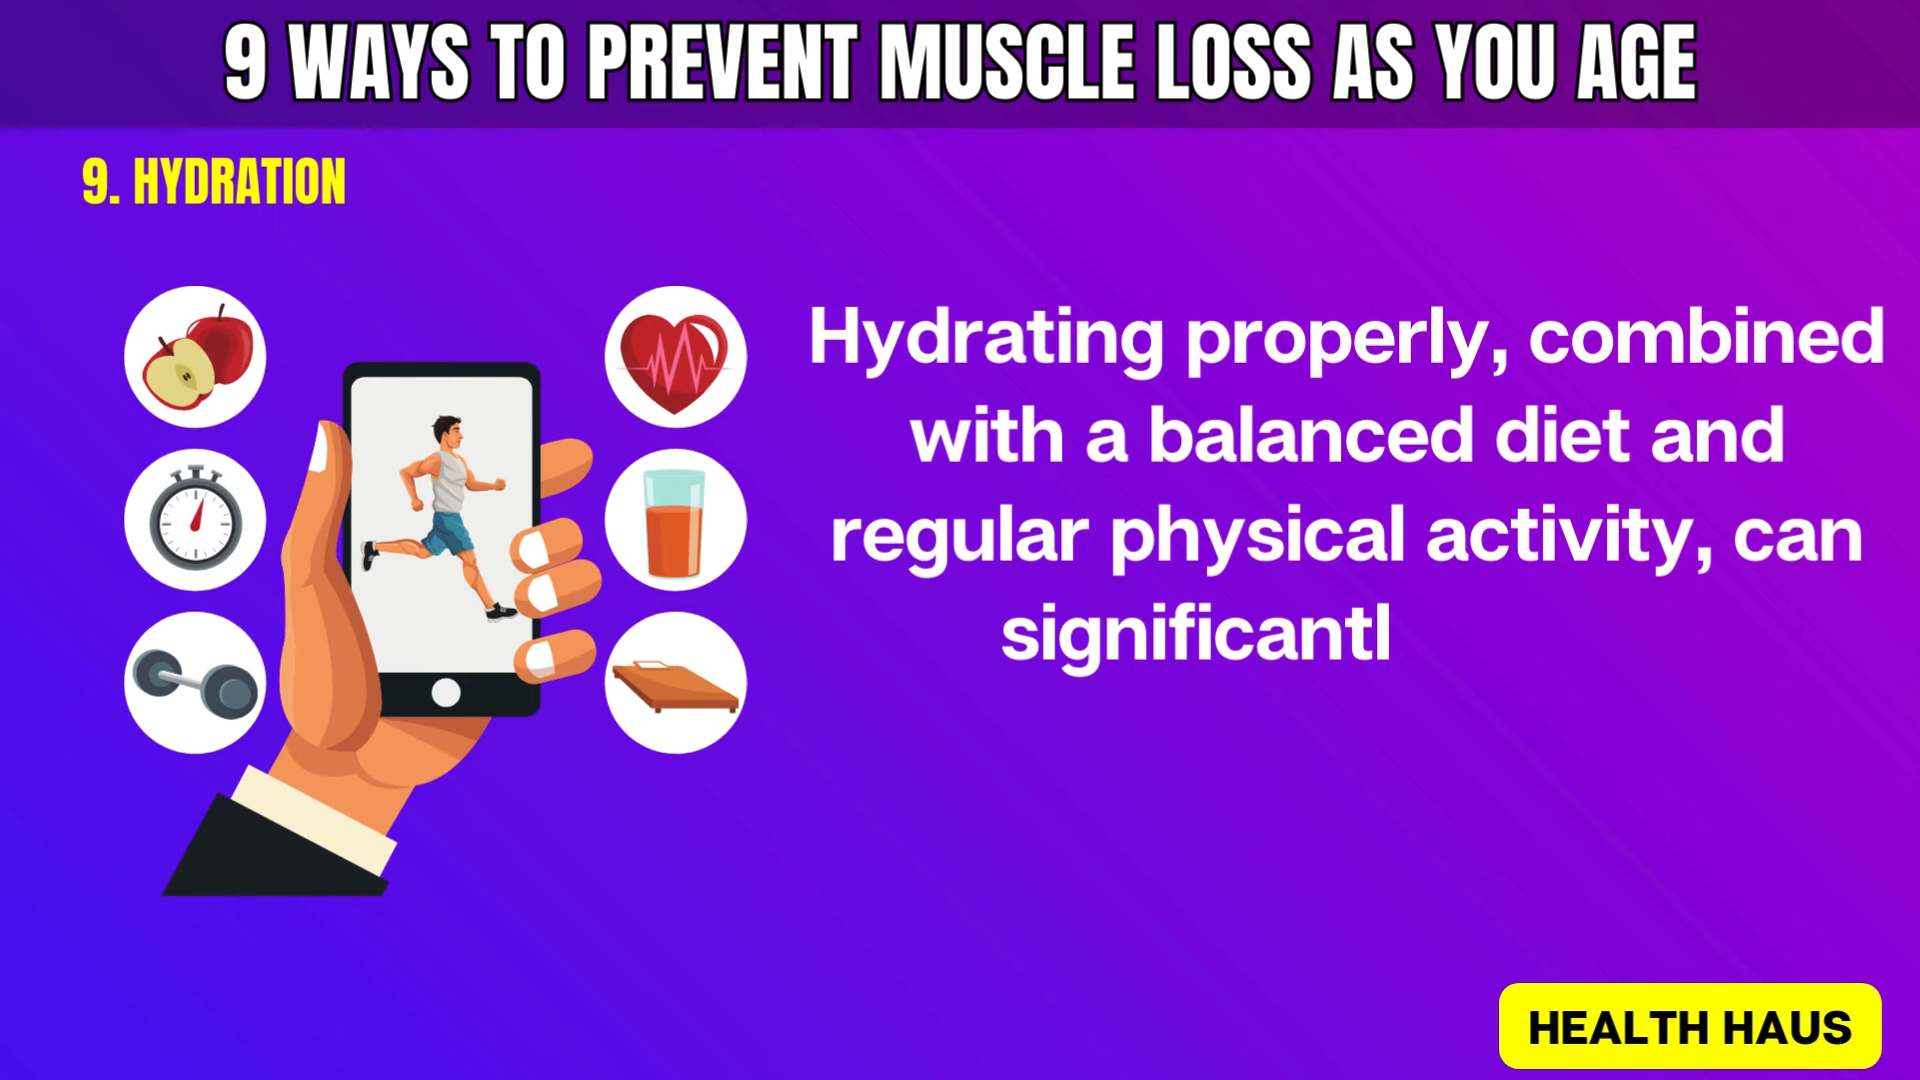 9 WAYS TO PREVENT MUSCLE LOSS AS YOU AGE
9. HYDRATION
Hydrating properly, combined
with a balanced diet and
regular physical activity, can
significantl
HEALTH HAUS